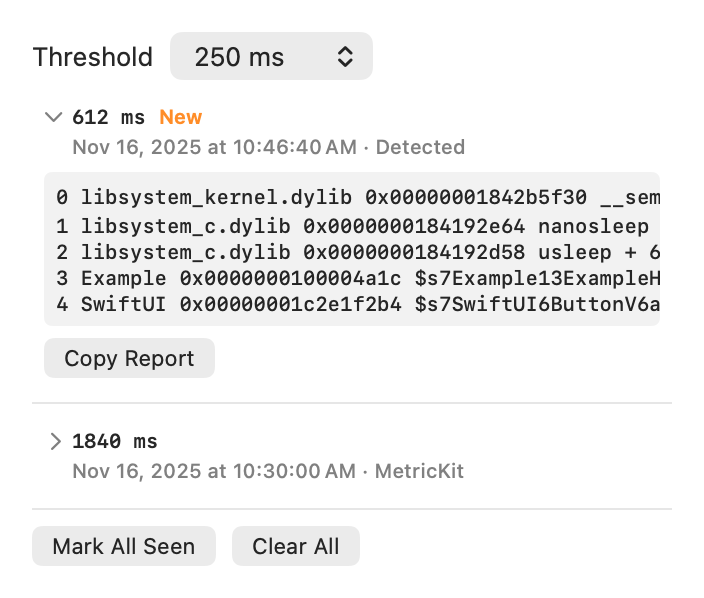 Threshold 250 ms
612 ms New
Nov 16, 2025 at 10:46:40 AM · Detected
0 libsystem_kernel.dylib 0x00000001842b5f30 __sem
1 libsystem_c.dylib 0x0000000184192e64 nanosleep
2 libsystem_c.dylib 0x0000000184192d58 usleep + 6
3 Example 0x0000000100004a1c $s7Example13ExampleH
4 SwiftUI 0x00000001c2e1f2b4 $s7SwiftUI6ButtonV6a
Copy Report
1840 ms
Nov 16, 2025 at 10:30:00 AM · MetricKit
Mark All Seen Clear All